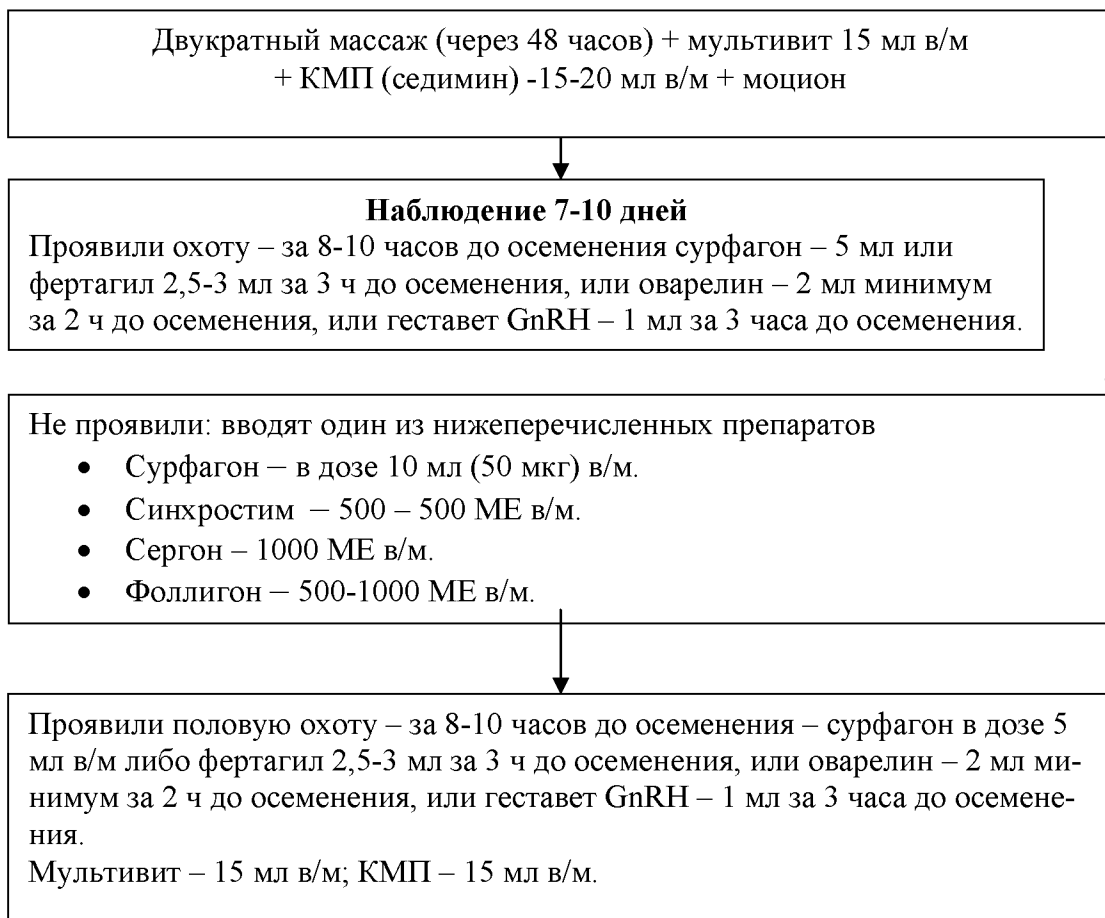 Двукратный массаж (через 48 часов) + мультивит 15 мл в/м
+ КМП (седимин) -15-20 мл в/м + моцион
Наблюдение 7-10 дней
Проявили охоту – за 8-10 часов до осеменения сурфагон – 5 мл или
фертагил 2,5-3 мл за 3 ч до осеменения, или оварелин – 2 мл минимум
за 2 ч до осеменения, или геставет GnRH – 1 мл за 3 часа до осеменения.
Не проявили: вводят один из нижеперечисленных препаратов
• Сурфагон – в дозе 10 мл (50 мкг) в/м.
• Синхростим – 500 – 500 МЕ в/м.
• Сергон – 1000 МЕ в/м.
• Фоллигон – 500-1000 МЕ в/м.
Проявили половую охоту – за 8-10 часов до осеменения – сурфагон в дозе 5
мл в/м либо фертагил 2,5-3 мл за 3 ч до осеменения, или оварелин – 2 мл ми-
нимум за 2 ч до осеменения, или геставет GnRH – 1 мл за 3 часа до осемене-
ния.
Мультивит – 15 мл в/м; КМП – 15 мл в/м.